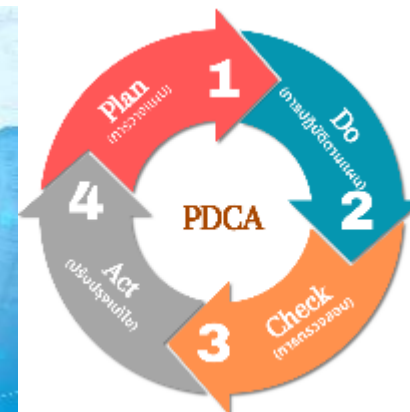 1
Plan
(การวางแผน)
Do
(การปฏิบัติตามแผน)
2
Check
(การตรวจสอบ)
3
Act
(ปรับปรุงแก้ไข)
4
PDCA